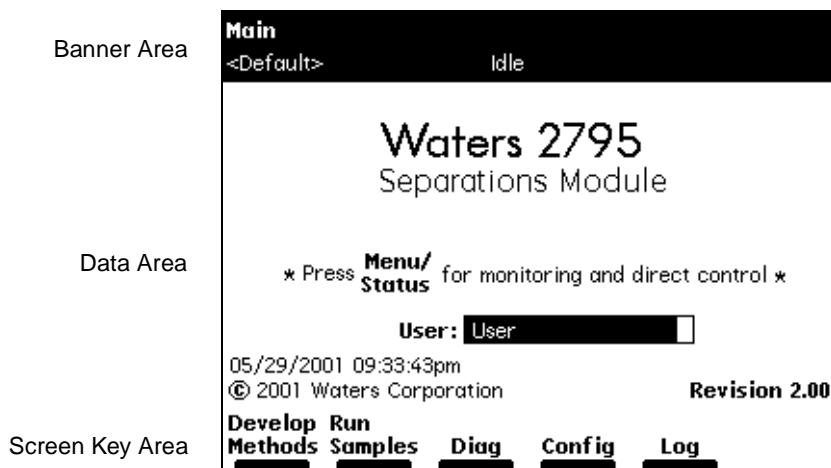 Banner Area
Main
<Default> Idle
Waters 2795
Separations Module
Data Area
* Press Menu/Status for monitoring and direct control *
User: User
05/29/2001 09:33:43pm
© 2001 Waters Corporation Revision 2.00
Screen Key Area
Develop Methods Run Samples Diag Config Log